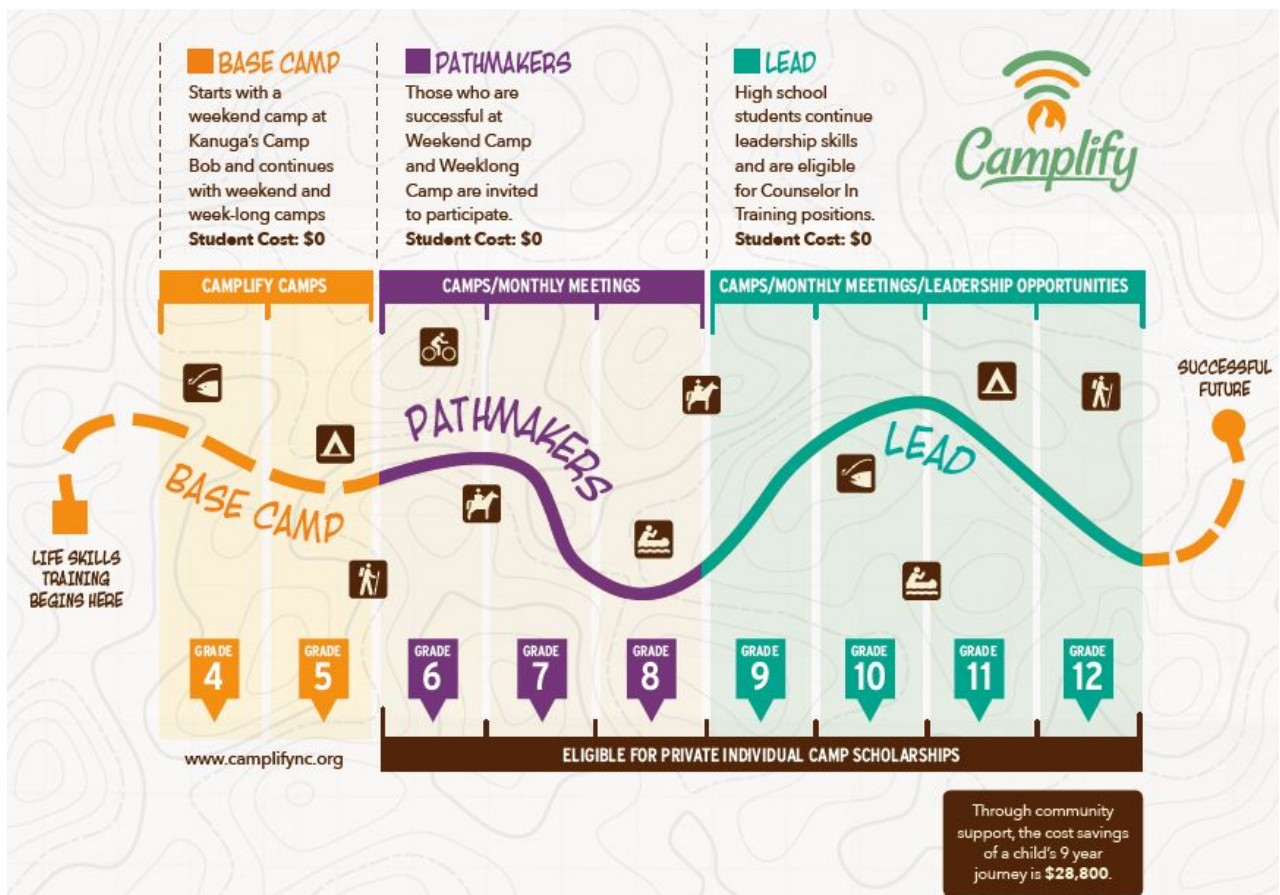 BASE CAMP
Starts with a
weekend camp at
Kanuga's Camp
Bob and continues
with weekend and
week-long camps
Student Cost: $0
PATHMAKERS
Those who are
successful at
Weekend Camp
and Weeklong
Camp are invited
to participate.
Student Cost: $0
LEAD
High school
students continue
leadership skills
and are eligible
for Counselor In
Training positions.
Student Cost: $0
Camplify
CAMPLIFY CAMPS
CAMPS/MONTHLY MEETINGS
CAMPS/MONTHLY MEETINGS/LEADERSHIP OPPORTUNITIES
LIFE SKILLS
TRAINING
BEGINS HERE
BASE CAMP
PATHMAKERS
LEAD
SUCCESSFUL
FUTURE
GRADE
4
GRADE
5
GRADE
6
GRADE
7
GRADE
8
GRADE
9
GRADE
10
GRADE
11
GRADE
12
www.camplifync.org
ELIGIBLE FOR PRIVATE INDIVIDUAL CAMP SCHOLARSHIPS
Through community
support, the cost savings
of a child's 9 year
journey is $28,800.